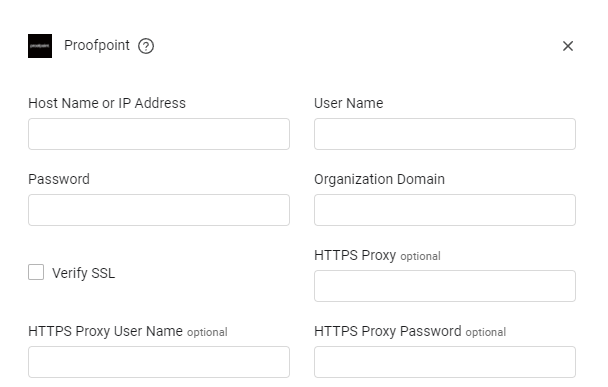 proofpoint
Proofpoint ?
Host Name or IP Address
User Name
Password
Organization Domain
Verify SSL
HTTPS Proxy optional
HTTPS Proxy User Name optional
HTTPS Proxy Password optional